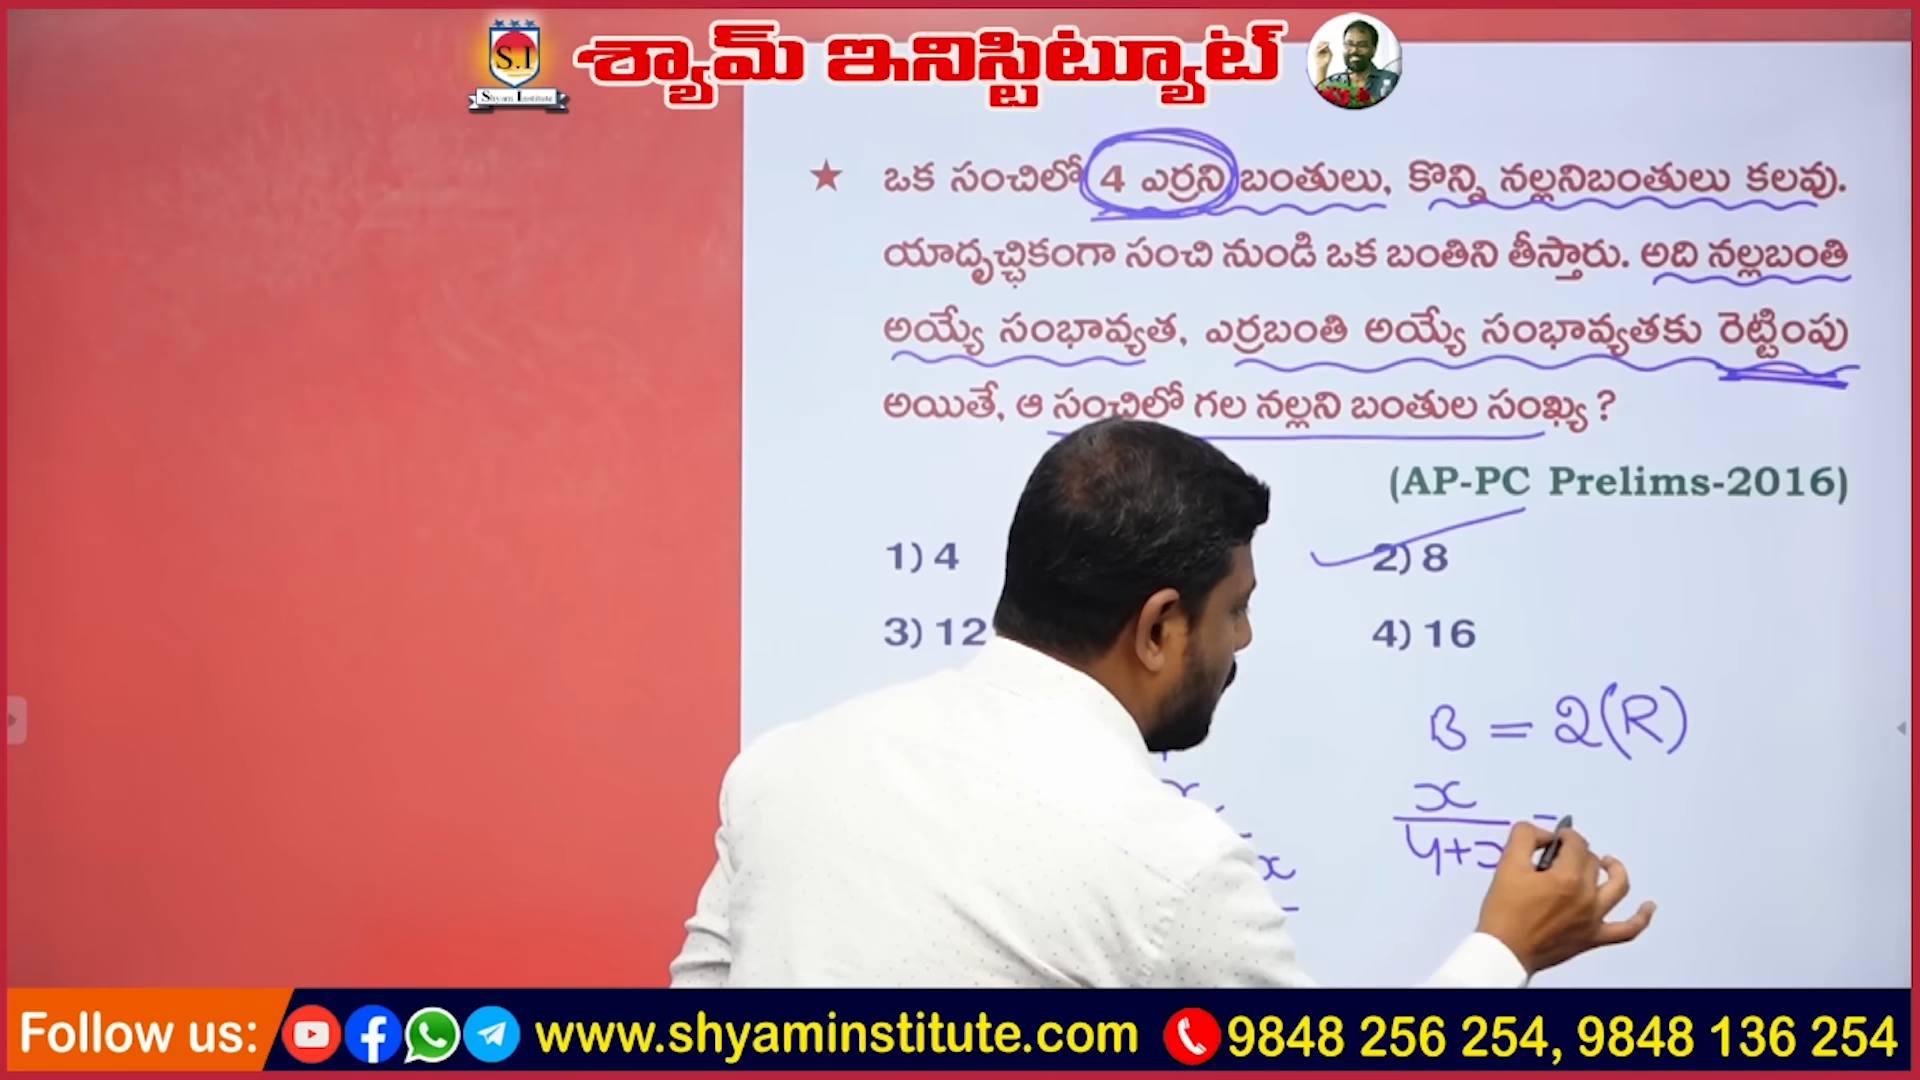 S.I
Shyam Institute
శ్యామ్ ఇనిస్టిట్యూట్
★ ఒక సంచిలో 4 ఎర్రని బంతులు, కొన్ని నల్లనిబంతులు కలవు.
యాదృచ్ఛికంగా సంచి నుండి ఒక బంతిని తీస్తారు. అది నల్లబంతి
అయ్యే సంభావ్యత, ఎర్రబంతి అయ్యే సంభావ్యతకు రెట్టింపు
అయితే, ఆ సంచిలో గల నల్లని బంతుల సంఖ్య ?
(AP-PC Prelims-2016)
1) 4 2) 8
3) 12 4) 16
B = 2(R)
x
4+x =
x
Follow us: www.shyaminstitute.com 9848 256 254, 9848 136 254